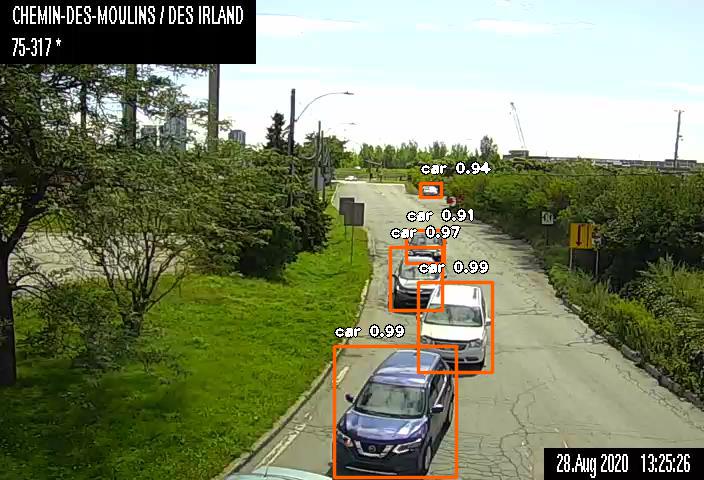 CHEMIN-DES-MOULINS / DES IRLAND
75-317 *
car 0.94
car 0.91
car 0.97
car 0.99
car 0.99
28.Aug 2020 13:25:26